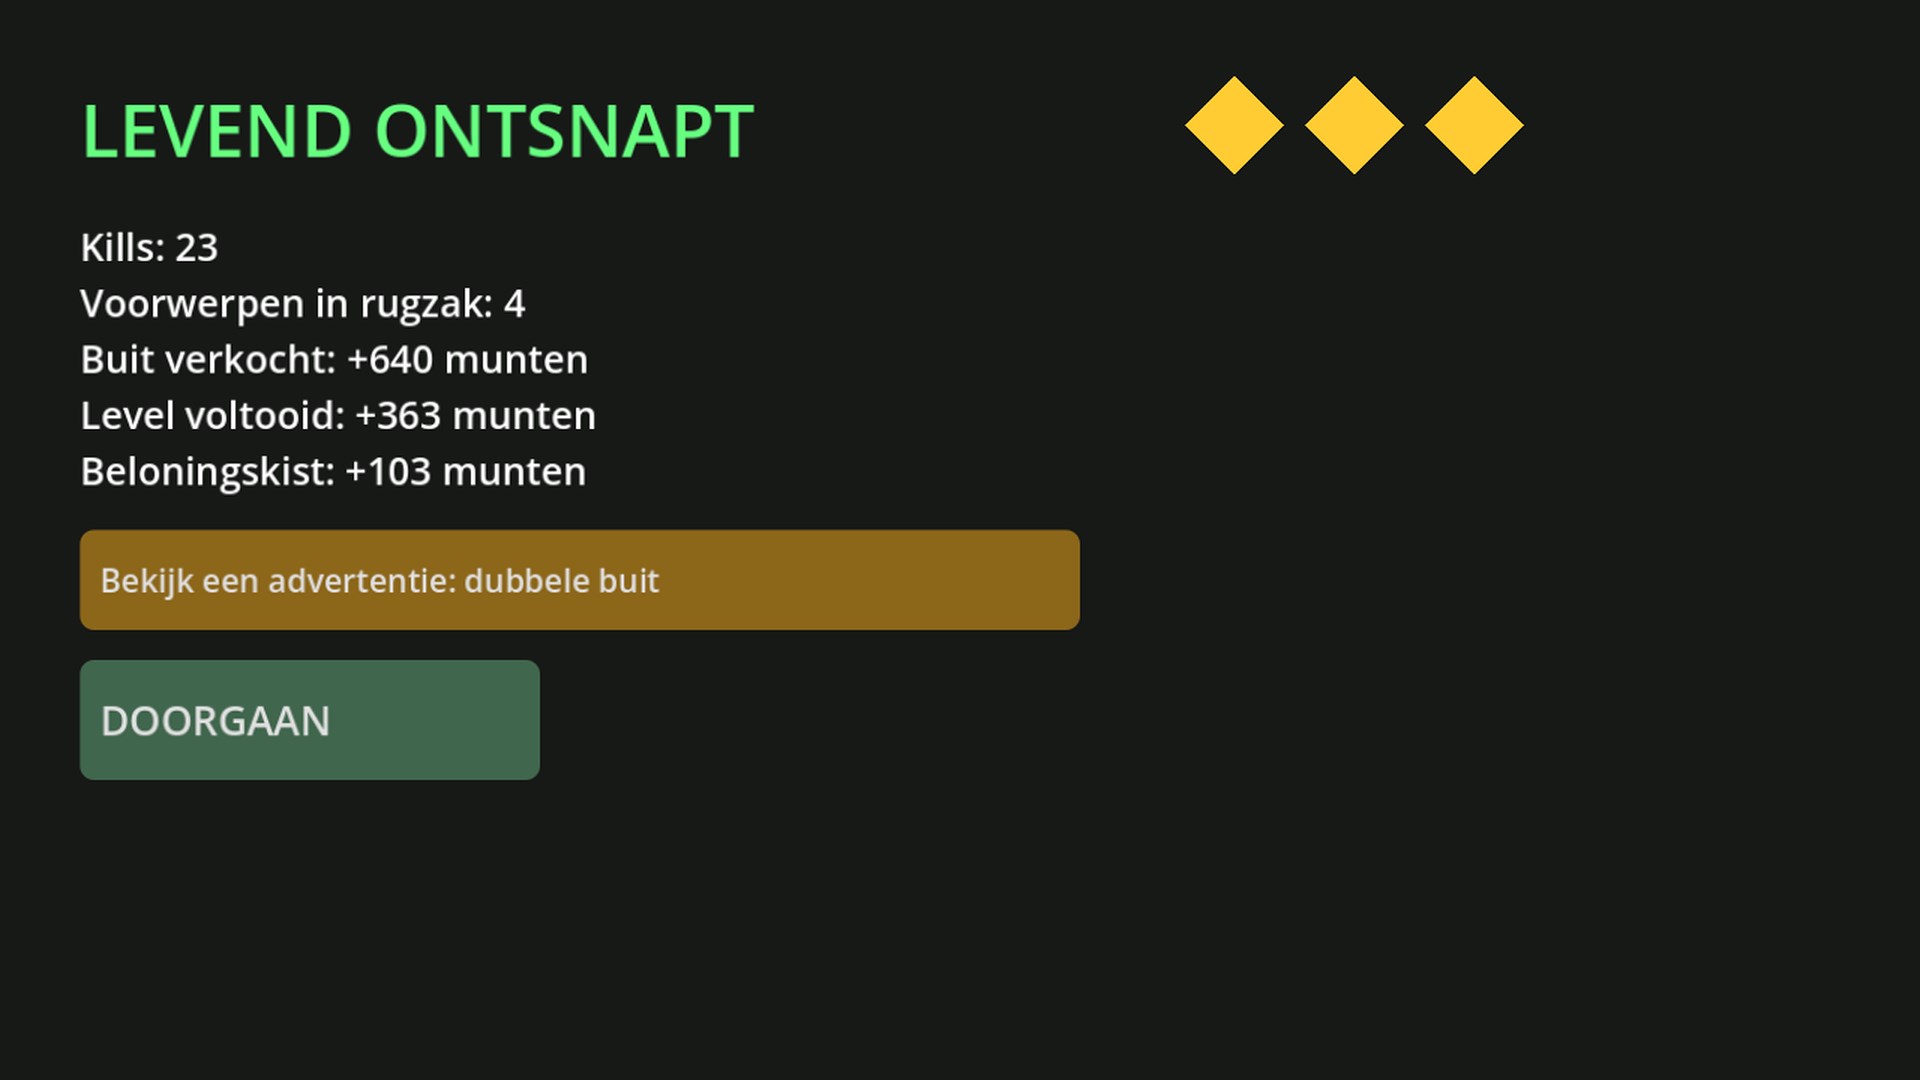 LEVEND ONTSNAPT
Kills: 23
Voorwerpen in rugzak: 4
Buit verkocht: +640 munten
Level voltooid: +363 munten
Beloningskist: +103 munten
Bekijk een advertentie: dubbele buit
DOORGAAN